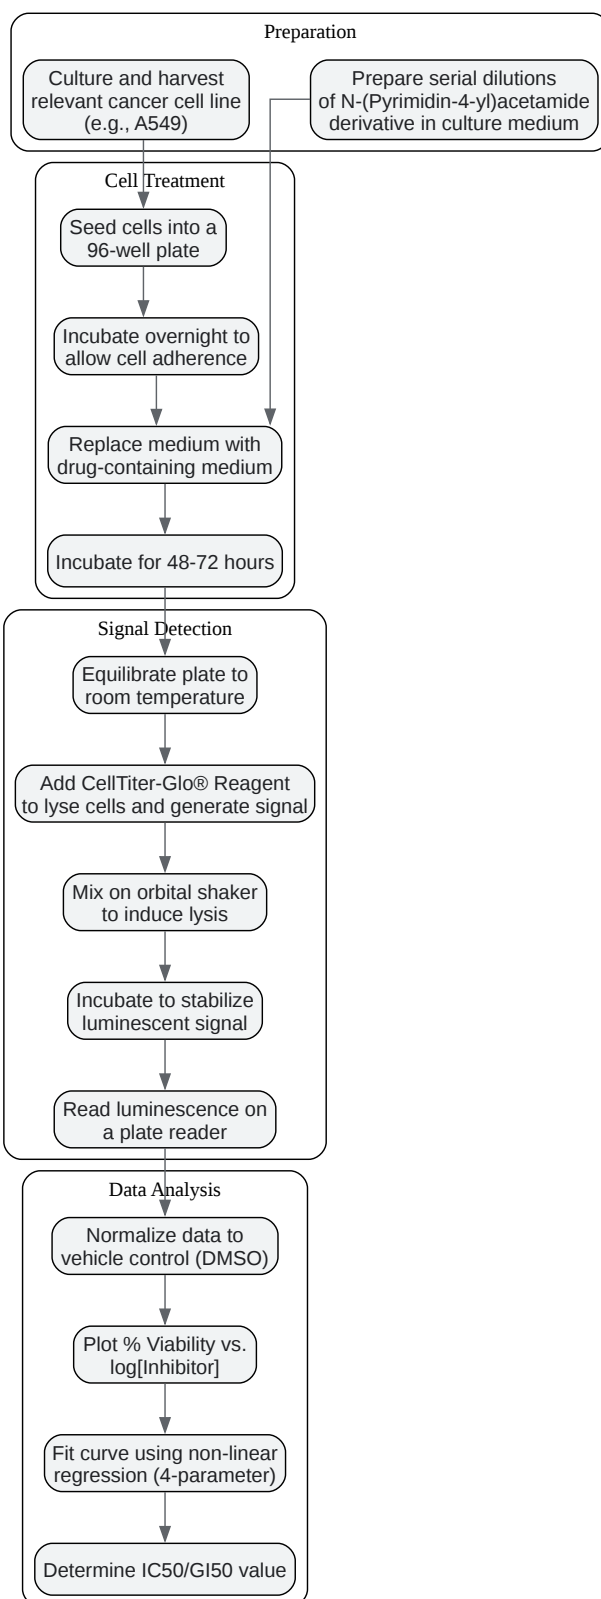 Preparation
Culture and harvest
relevant cancer cell line
(e.g., A549)
Prepare serial dilutions
of N-(Pyrimidin-4-yl)acetamide
derivative in culture medium
Cell Treatment
Seed cells into a
96-well plate
Incubate overnight to
allow cell adherence
Replace medium with
drug-containing medium
Incubate for 48-72 hours
Signal Detection
Equilibrate plate to
room temperature
Add CellTiter-Glo® Reagent
to lyse cells and generate signal
Mix on orbital shaker
to induce lysis
Incubate to stabilize
luminescent signal
Read luminescence on
a plate reader
Data Analysis
Normalize data to
vehicle control (DMSO)
Plot % Viability vs.
log[Inhibitor]
Fit curve using non-linear
regression (4-parameter)
Determine IC50/GI50 value